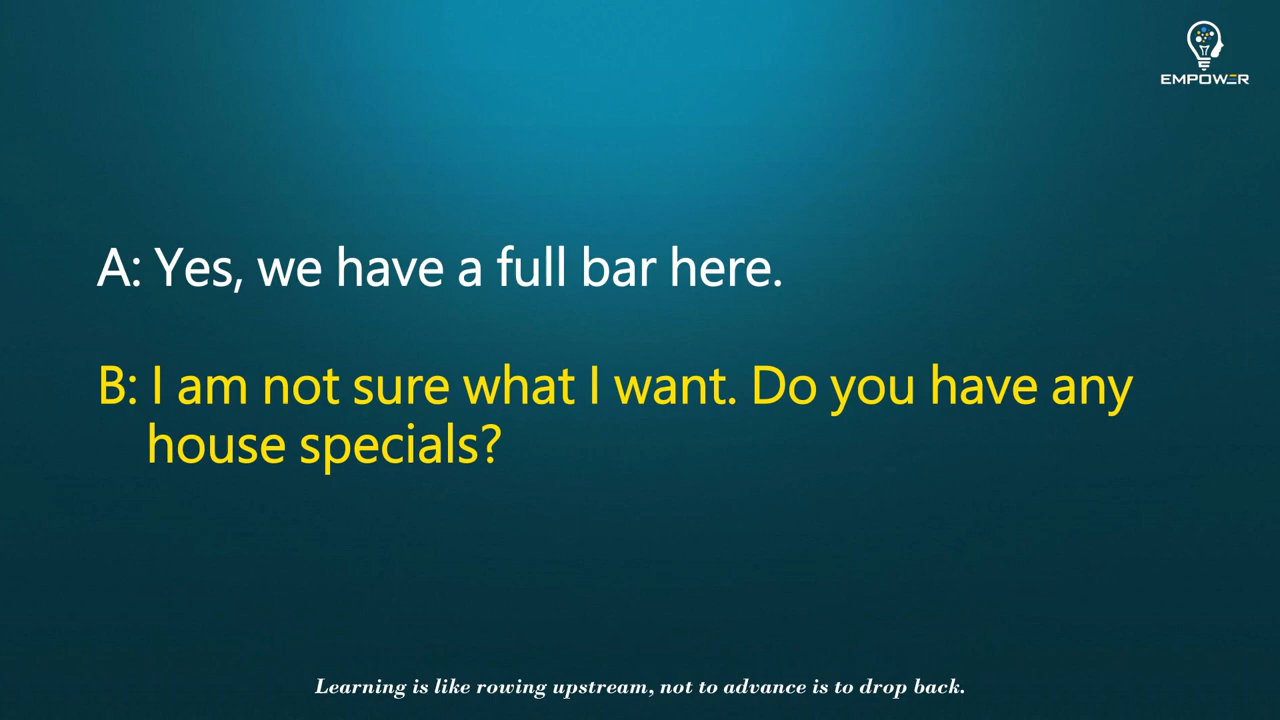 EMPOWER
A: Yes, we have a full bar here.
B: I am not sure what I want. Do you have any
house specials?
Learning is like rowing upstream, not to advance is to drop back.